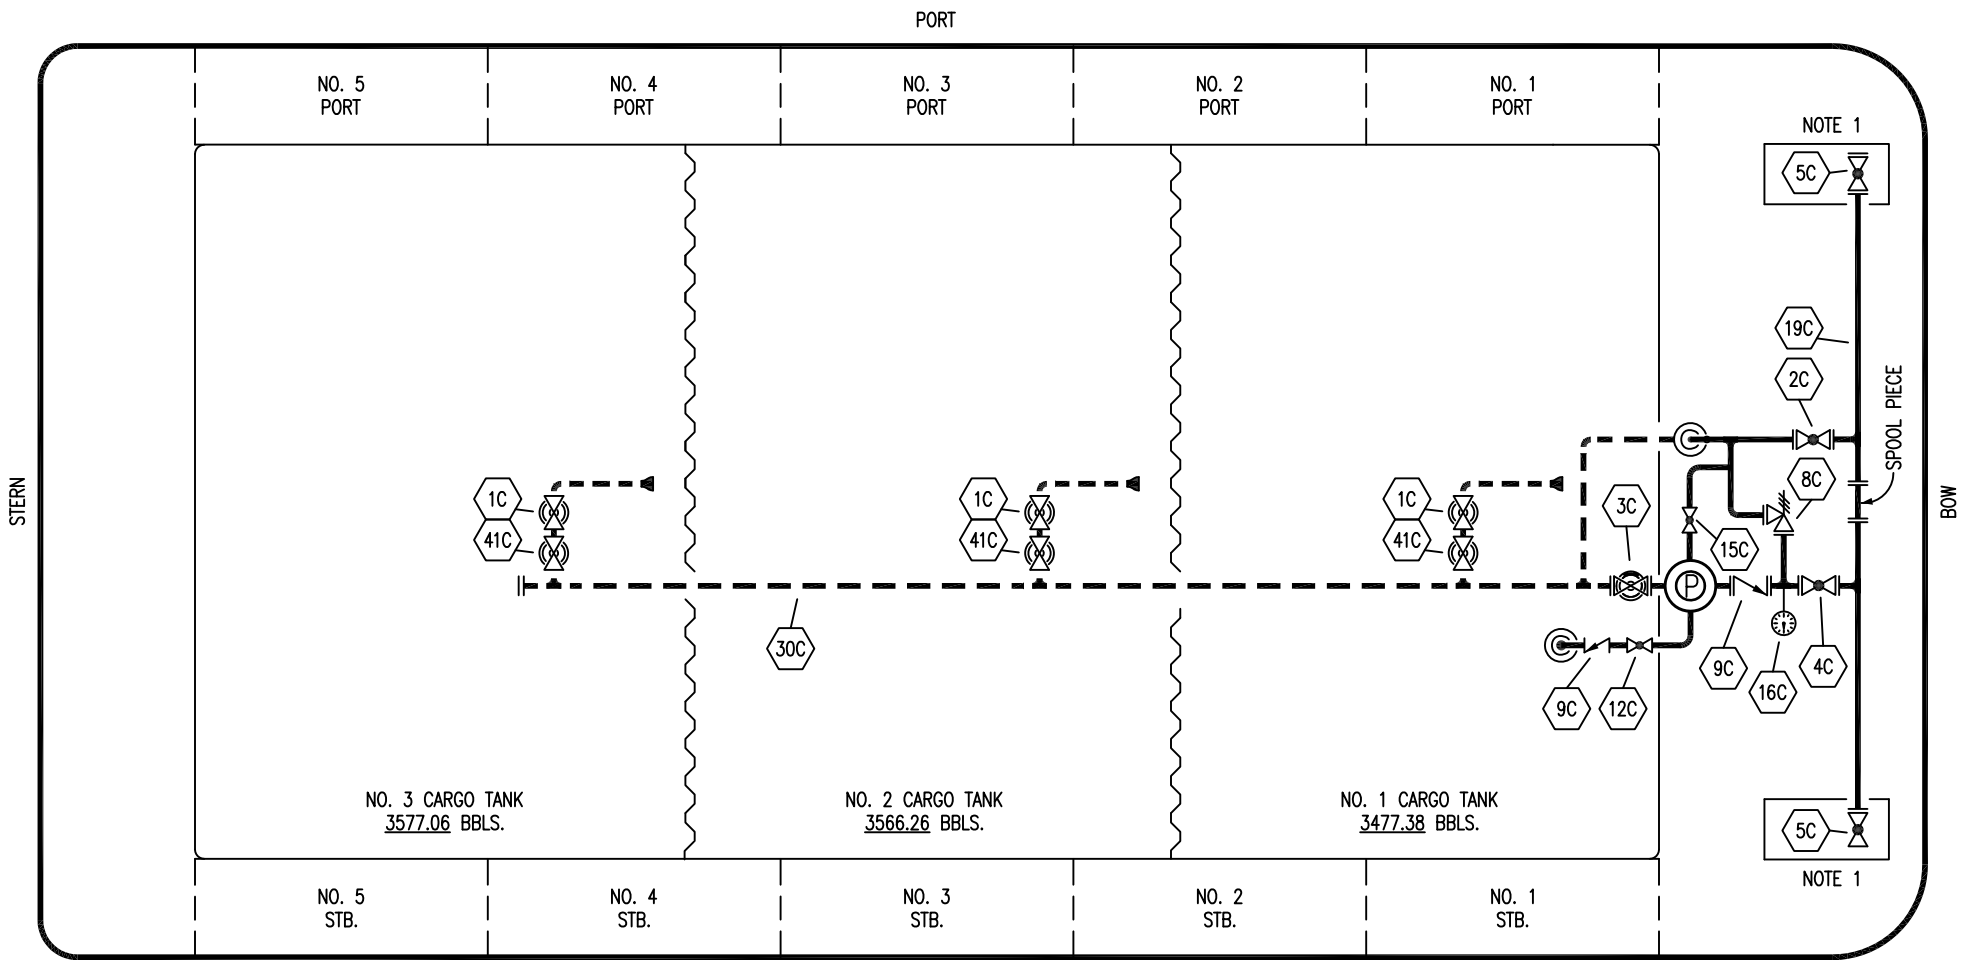 PORT
NO. 5
PORT
NO. 4
PORT
NO. 3
PORT
NO. 2
PORT
NO. 1
PORT
NOTE 1
5C
19C
2C
SPOOL PIECE
8C
STERN
1C
41C
1C
41C
1C
41C
3C
15C
BOW
P
30C
9C
12C
9C
16C
4C
NO. 3 CARGO TANK
3577.06 BBLS.
NO. 2 CARGO TANK
3566.26 BBLS.
NO. 1 CARGO TANK
3477.38 BBLS.
5C
NOTE 1
NO. 5
STB.
NO. 4
STB.
NO. 3
STB.
NO. 2
STB.
NO. 1
STB.